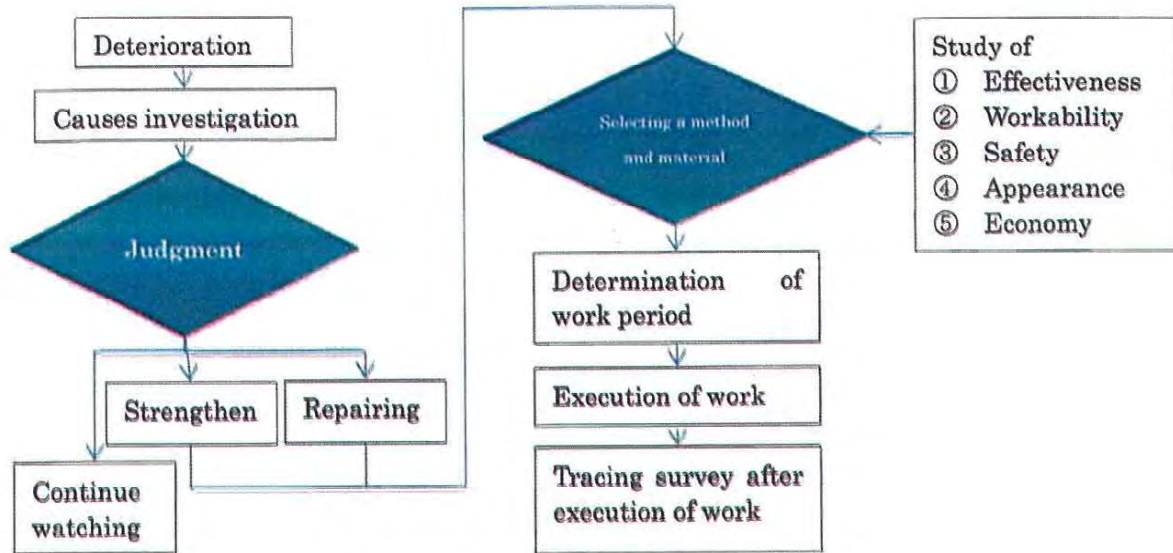 Deterioration
Causes investigation
Judgment
Strengthen
Repairing
Continue
watching
Selecting a method
and material
Study of
① Effectiveness
② Workability
③ Safety
④ Appearance
⑤ Economy
Determination of
work period
Execution of work
Tracing survey after
execution of work